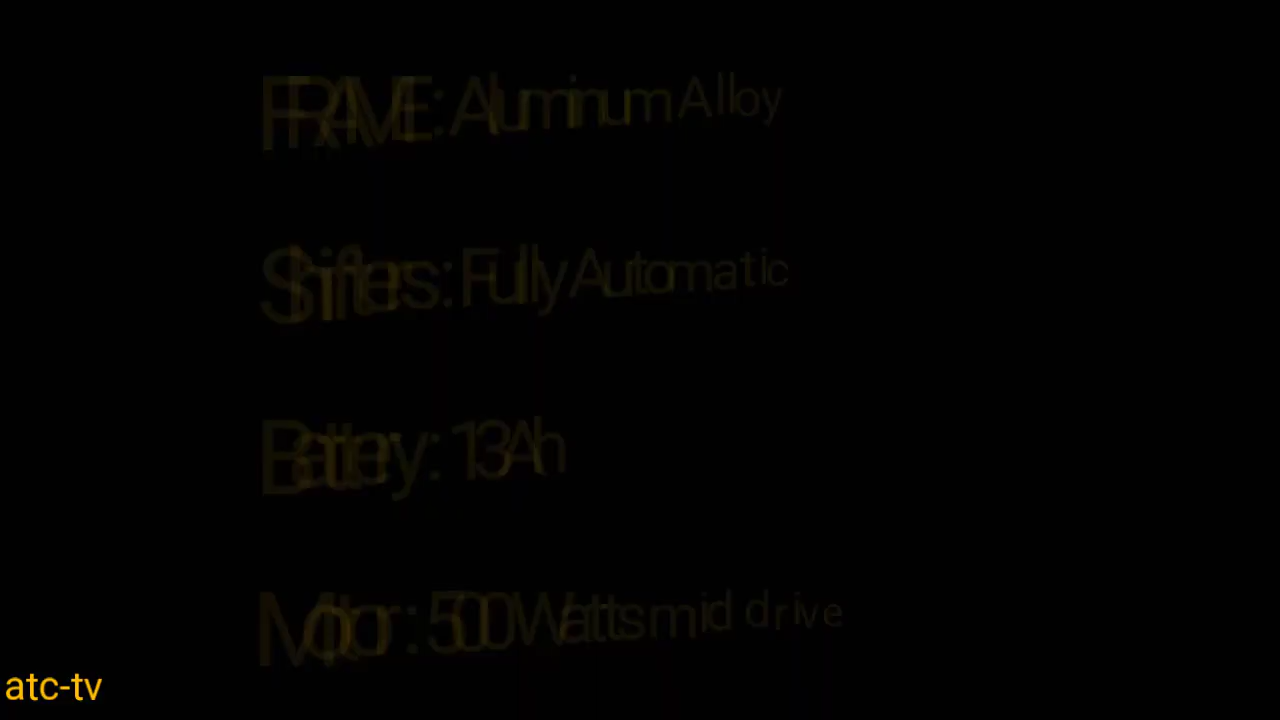 FRAME: Aluminum Alloy
Shifters: Fully Automatic
Battery: 13Ah
Motor: 500 Watts mid drive
atc-tv